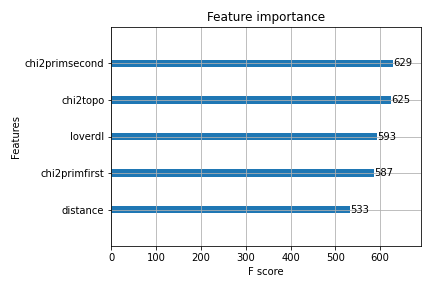 Feature importance
Features
chi2primsecond
629
chi2topo
625
loverdl
593
chi2primfirst
587
distance
533
0 100 200 300 400 500 600
F score